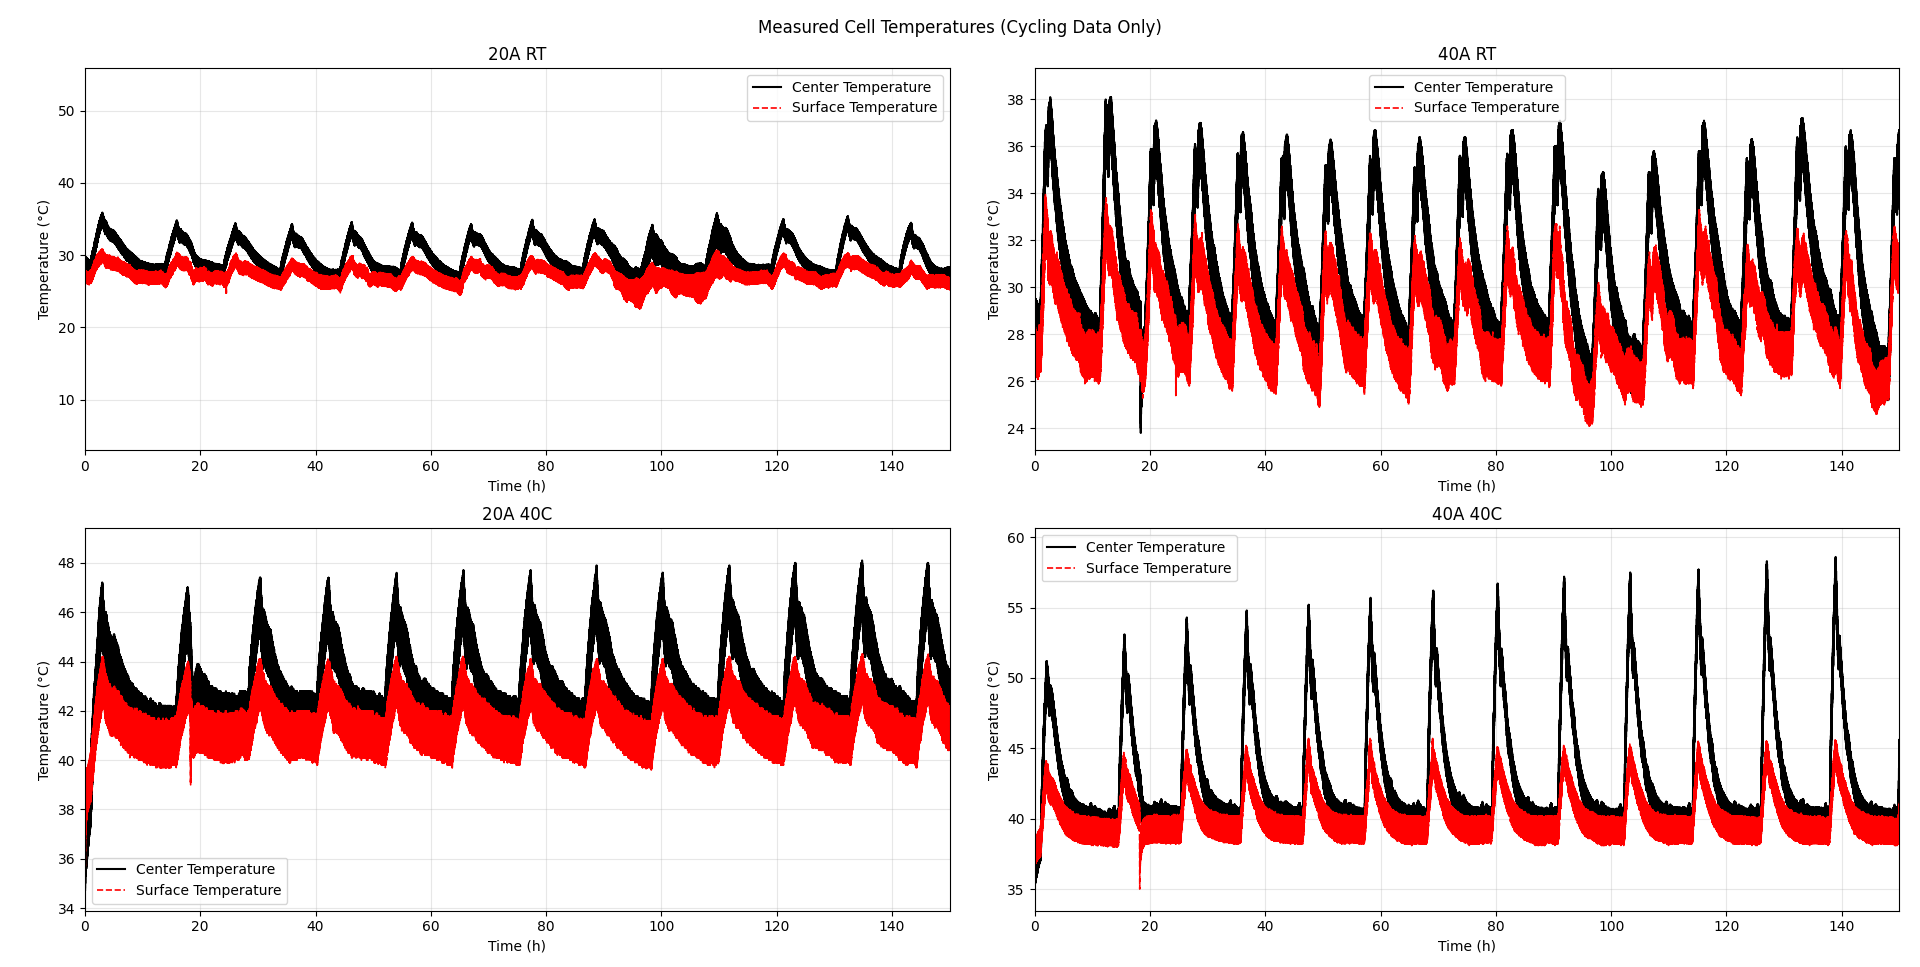 Measured Cell Temperatures (Cycling Data Only)
20A RT
Temperature (°C)
50
40
30
20
10
Center Temperature
Surface Temperature
0 20 40 60 80 100 120 140
Time (h)
40A RT
Temperature (°C)
38
36
34
32
30
28
26
24
Center Temperature
Surface Temperature
0 20 40 60 80 100 120 140
Time (h)
20A 40C
Temperature (°C)
48
46
44
42
40
38
36
34
Center Temperature
Surface Temperature
0 20 40 60 80 100 120 140
Time (h)
40A 40C
Temperature (°C)
60
55
50
45
40
35
Center Temperature
Surface Temperature
0 20 40 60 80 100 120 140
Time (h)